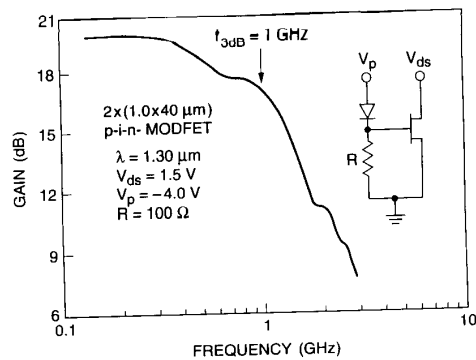 21
18
15
12
9
6
GAIN (dB)
f3dB = 1 GHz
2x(1.0x40 μm)
p-i-n- MODFET
λ = 1.30 μm
Vds = 1.5 V
Vp = −4.0 V
R = 100 Ω
Vp
Vds
R
0.1
1
10
FREQUENCY (GHz)